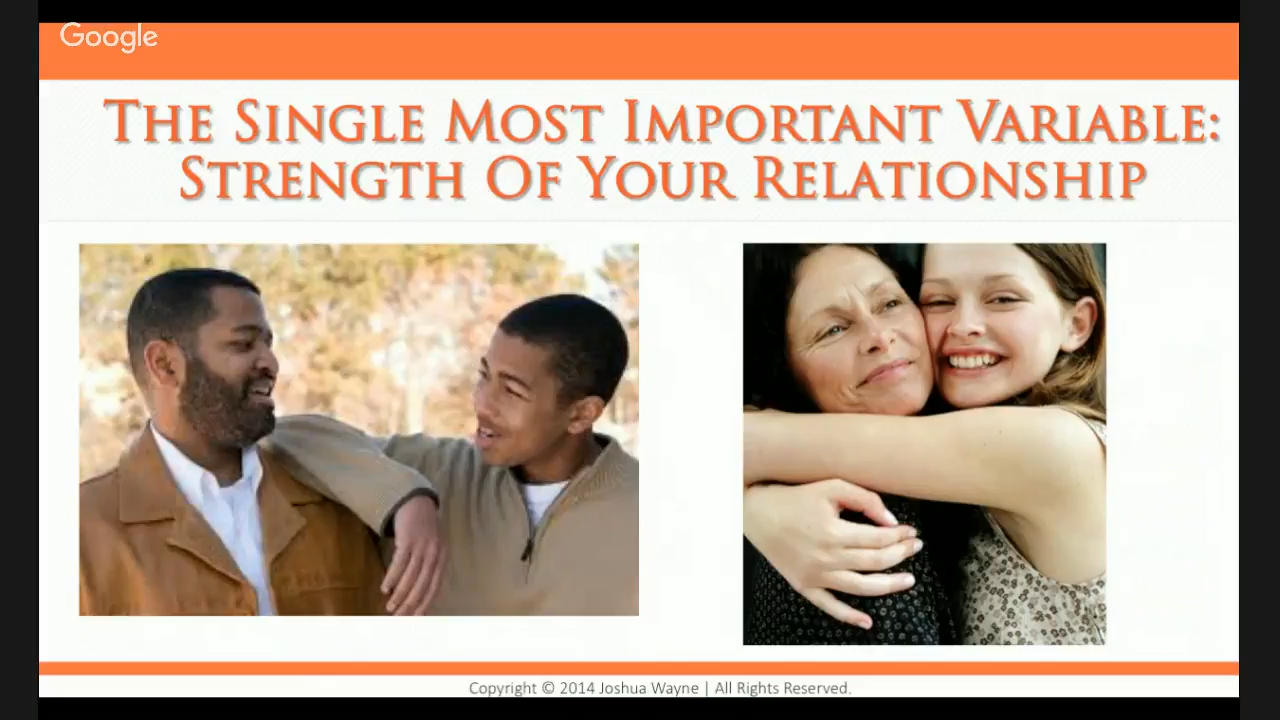 Google
The Single Most Important Variable:
Strength Of Your Relationship
Copyright © 2014 Joshua Wayne | All Rights Reserved.